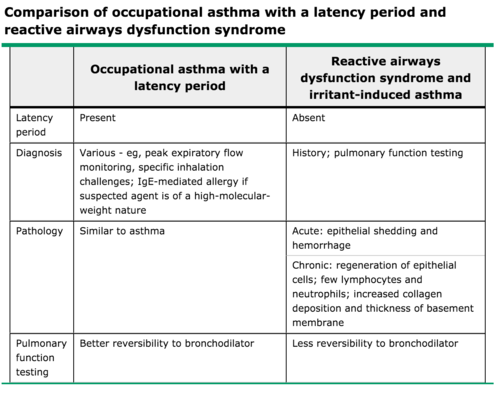 Comparison of occupational asthma with a latency period and
reactive airways dysfunction syndrome
Occupational asthma with a
latency period
Reactive airways
dysfunction syndrome and
irritant-induced asthma
Latency
period
Present
Absent
Diagnosis
Various - eg, peak expiratory flow
monitoring, specific inhalation
challenges; IgE-mediated allergy if
suspected agent is of a high-molecular-
weight nature
History; pulmonary function testing
Pathology
Similar to asthma
Acute: epithelial shedding and
hemorrhage
Chronic: regeneration of epithelial
cells; few lymphocytes and
neutrophils; increased collagen
deposition and thickness of basement
membrane
Pulmonary
function
testing
Better reversibility to bronchodilator
Less reversibility to bronchodilator